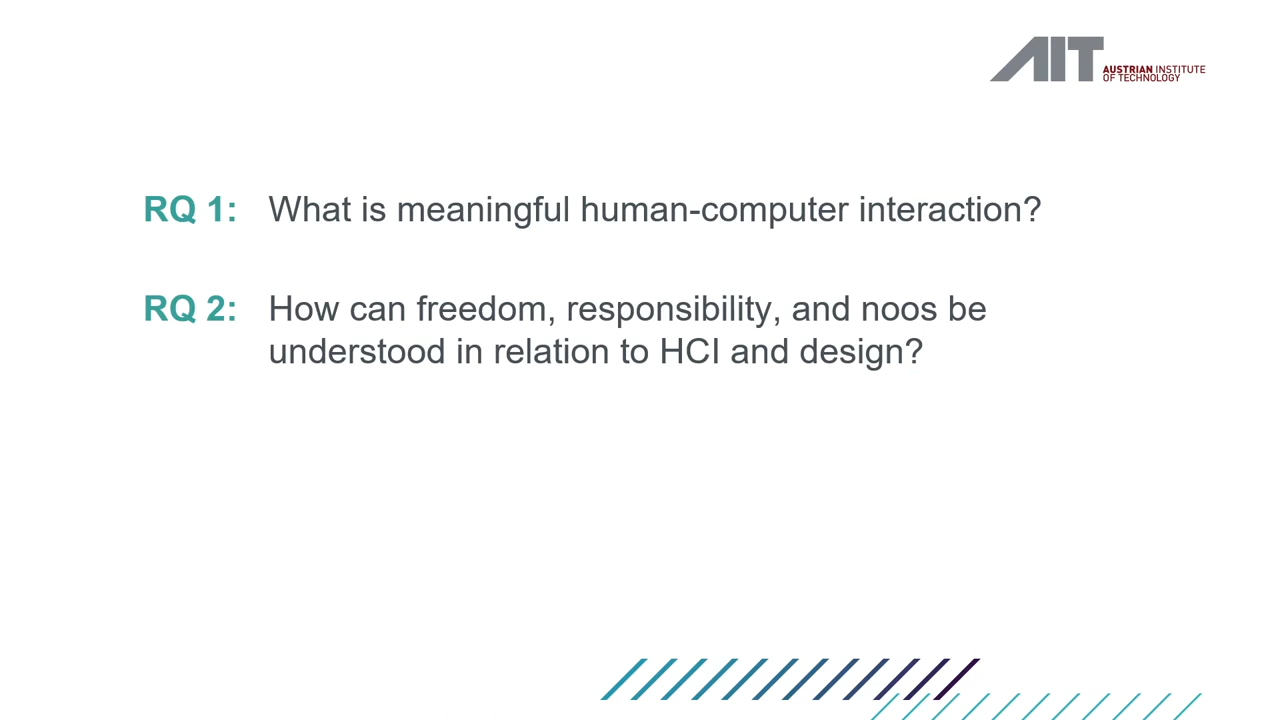 AIT
AUSTRIAN INSTITUTE
OF TECHNOLOGY
RQ 1: What is meaningful human-computer interaction?
RQ 2: How can freedom, responsibility, and noos be
understood in relation to HCI and design?